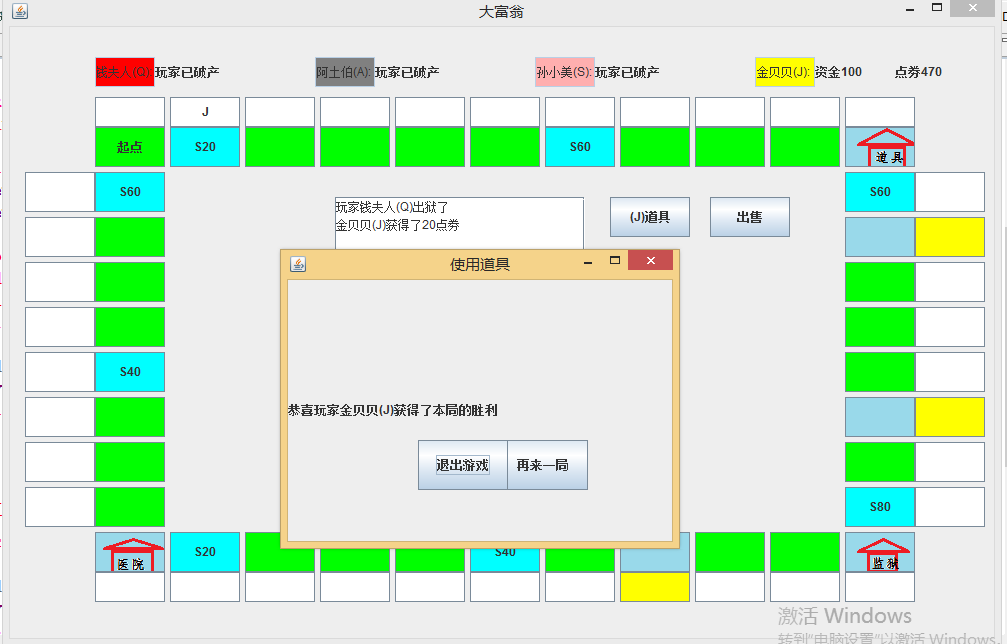 大富翁
钱夫人(Q): 玩家已破产 阿土伯(A): 玩家已破产 孙小美(S): 玩家已破产 金贝贝(J): 资金100 点券470
J
起点 S20 S60 道具
S60 S60
玩家钱夫人(Q)出狱了
金贝贝(J)获得了20点券
(J)道具 出售
使用道具
S40
恭喜玩家金贝贝(J)获得了本局的胜利
退出游戏 再来一局
S80
医院 S20 S40 监狱
激活 Windows
转到"电脑设置"以激活 Windows。